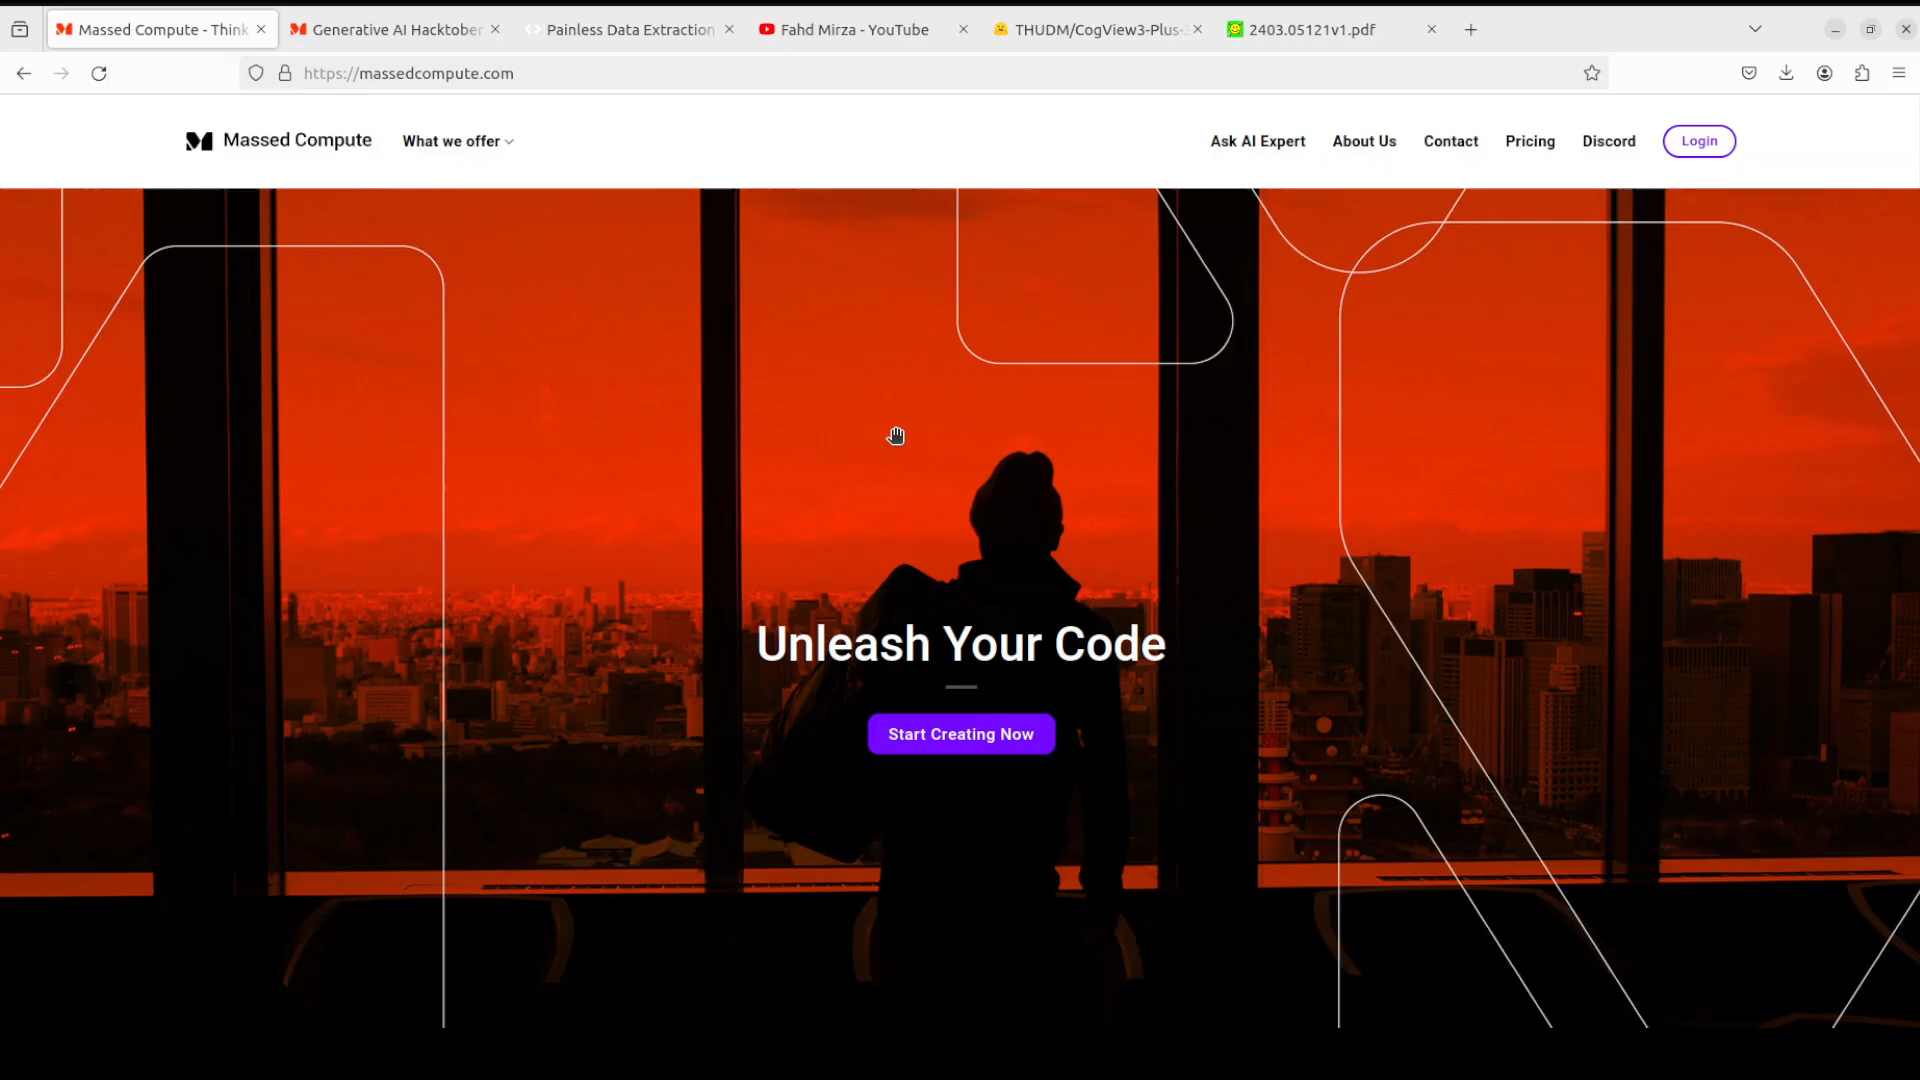 Massed Compute - Think
Generative AI Hacktober
Painless Data Extraction
Fahd Mirza - YouTube
THUDM/CogView3-Plus-
2403.05121v1.pdf
https://massedcompute.com
Massed Compute
What we offer
Ask AI Expert
About Us
Contact
Pricing
Discord
Login
Unleash Your Code
Start Creating Now